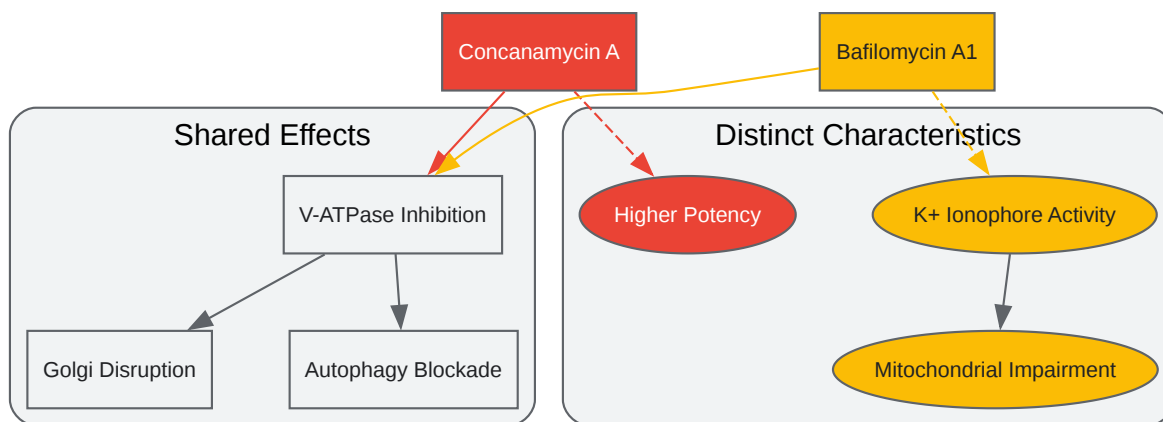 Concanamycin A
Bafilomycin A1
Shared Effects
Distinct Characteristics
V-ATPase Inhibition
Higher Potency
K+ Ionophore Activity
Golgi Disruption
Autophagy Blockade
Mitochondrial Impairment